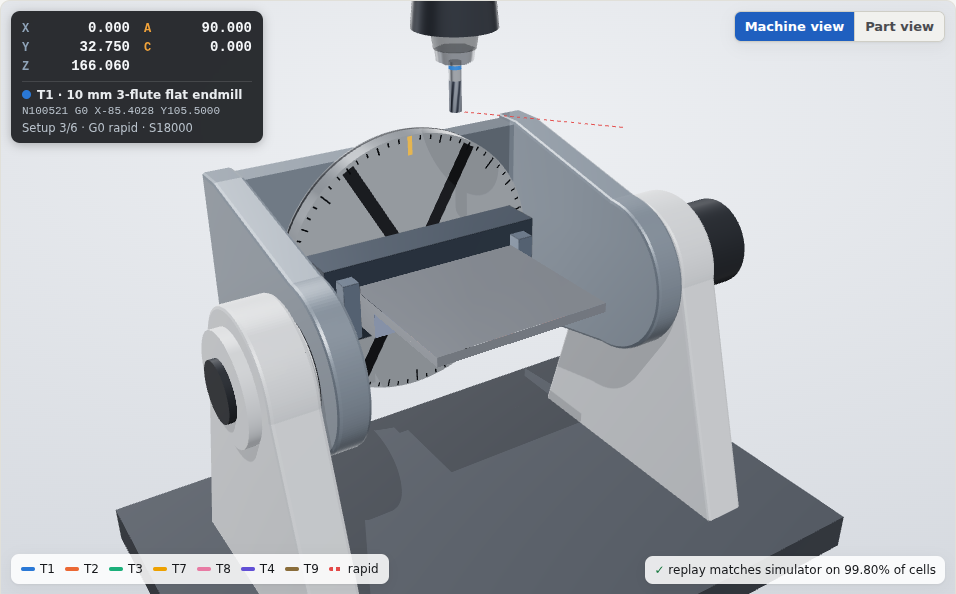 X 0.000 A 90.000
Y 32.750 C 0.000
Z 166.060
T1 · 10 mm 3-flute flat endmill
N100521 G0 X-85.4028 Y105.5000
Setup 3/6 · G0 rapid · S18000
Machine view Part view
T1 T2 T3 T7 T8 T4 T9 rapid
✓ replay matches simulator on 99.80% of cells